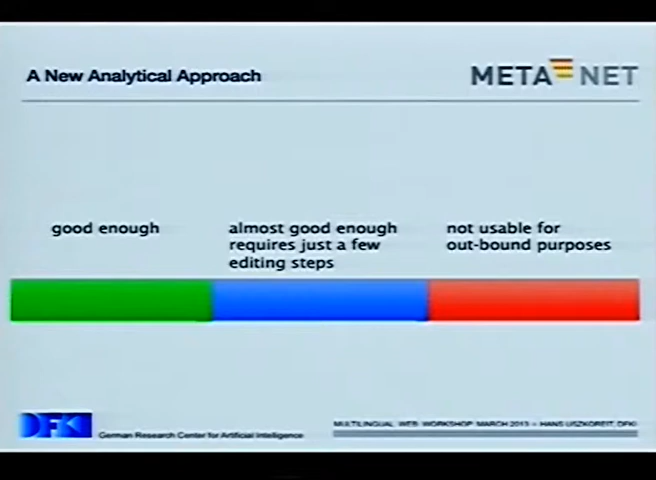 A New Analytical Approach
META NET
good enough
almost good enough
requires just a few
editing steps
not usable for
out-bound purposes
DFKI
German Research Center for Artificial Intelligence
MULTILINGUAL WEB WORKSHOP MARCH 2013 – HANS USZKOREIT, DFKI